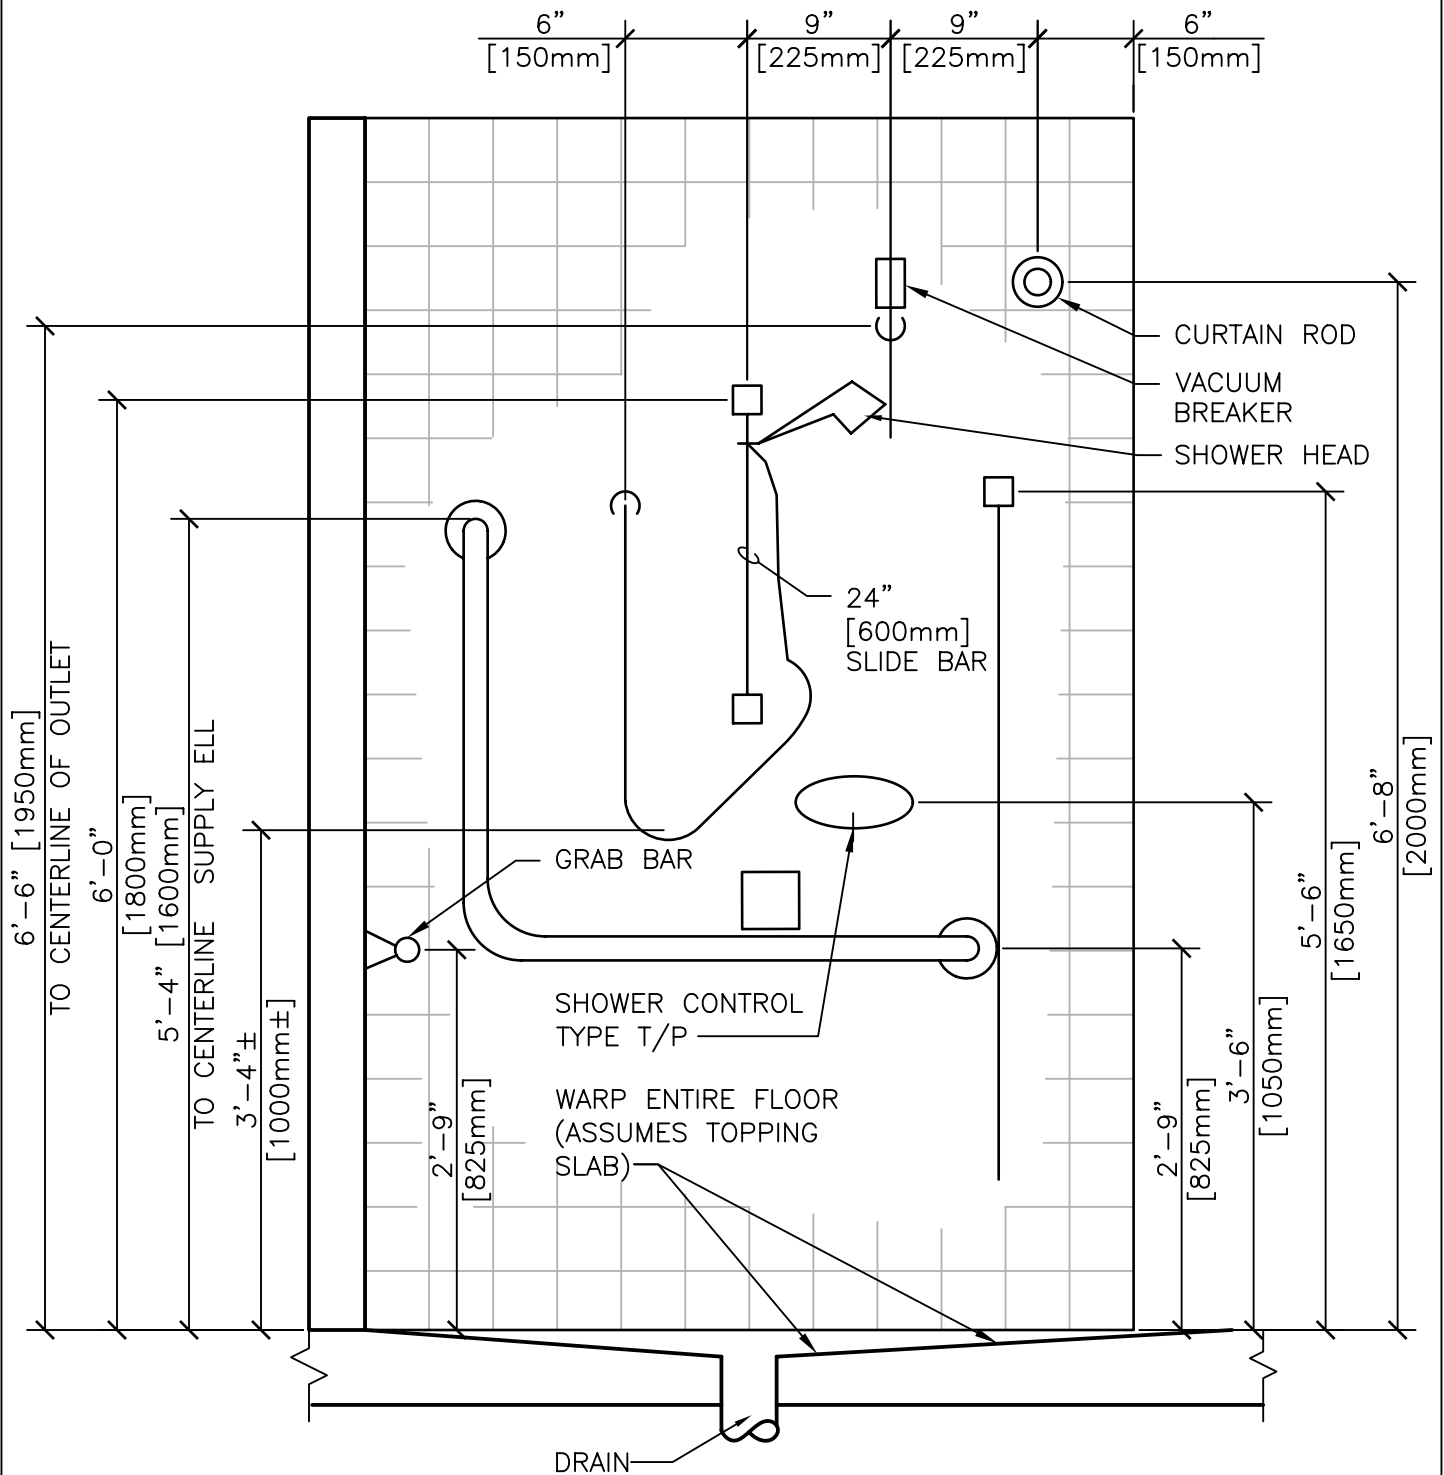 6”
[150mm]
9”
[225mm]
9”
[225mm]
6”
[150mm]
CURTAIN ROD
VACUUM
BREAKER
SHOWER HEAD
24”
[600mm]
SLIDE BAR
GRAB BAR
SHOWER CONTROL
TYPE T/P
WARP ENTIRE FLOOR
(ASSUMES TOPPING
SLAB)
DRAIN
6’-6” [1950mm]
TO CENTERLINE OF OUTLET
6’-0”
[1800mm]
5’-4” [1600mm]
TO CENTERLINE SUPPLY ELL
3’-4”±
[1000mm±]
2’-9”
[825mm]
2’-9”
[825mm]
3’-6”
[1050mm]
5’-6”
[1650mm]
6’-8”
[2000mm]